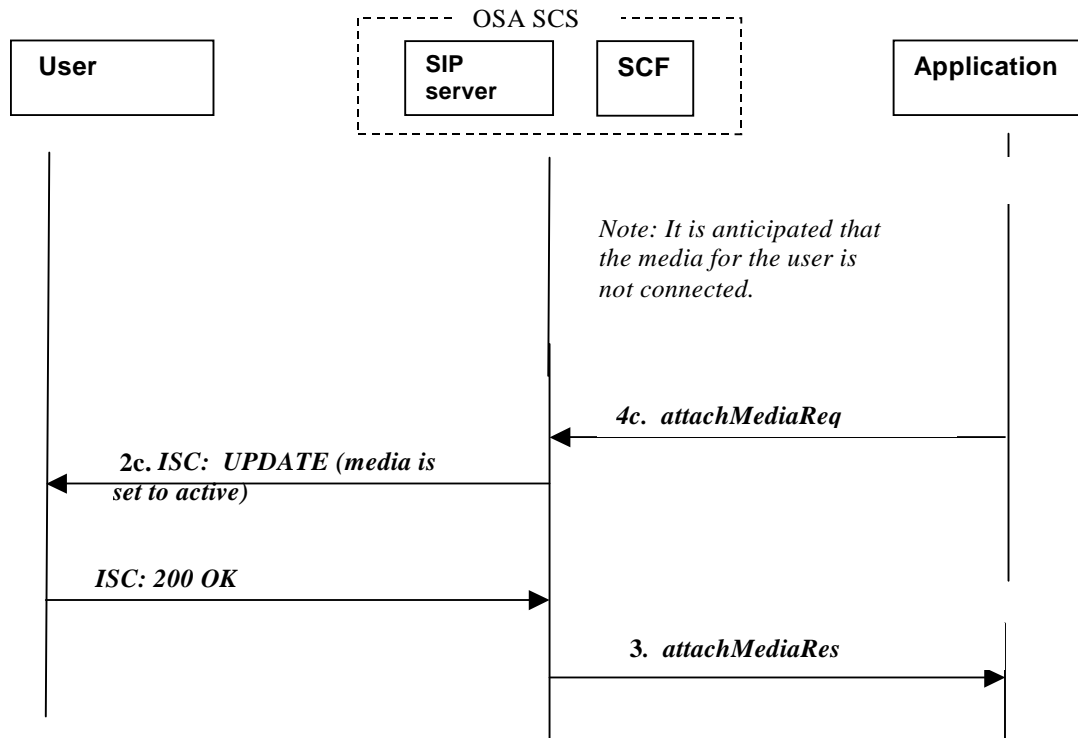 OSA SCS
User
SIP
server
SCF
Application
Note: It is anticipated that
the media for the user is
not connected.
4c. attachMediaReq
2c. ISC: UPDATE (media is
set to active)
ISC: 200 OK
3. attachMediaRes